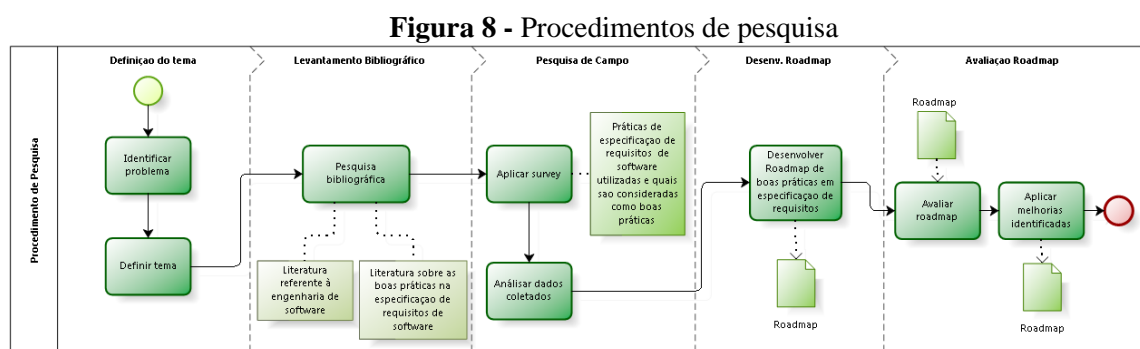 Figura 8 - Procedimentos de pesquisa
Procedimento de Pesquisa
Definiçao do tema
Identificar
problema
Definir tema
Levantamento Bibliográfico
Pesquisa
bibliográfica
Literatura
referente à
engenharia de
software
Literatura sobre as
boas práticas na
especificaçao de
requisitos de
software
Pesquisa de Campo
Aplicar survey
Práticas de
especificaçao de
requisitos de
software
utilizadas e quais
sao consideradas
como boas
práticas
Análisar dados
coletados
Desenv. Roadmap
Desenvolver
Roadmap de
boas práticas em
especificaçao de
requisitos
Roadmap
Avaliaçao Roadmap
Roadmap
Avaliar
roadmap
Aplicar
melhorias
identificadas
Roadmap